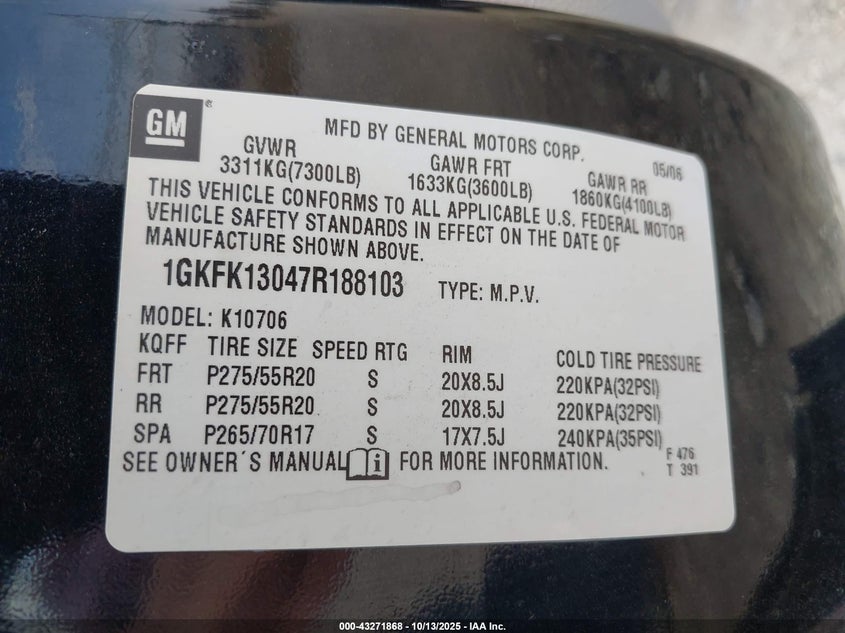 GM ®
MFD BY GENERAL MOTORS CORP. 05/06
GVWR GAWR FRT GAWR RR
3311KG(7300LB) 1633KG(3600LB) 1860KG(4100LB)
THIS VEHICLE CONFORMS TO ALL APPLICABLE U.S. FEDERAL MOTOR
VEHICLE SAFETY STANDARDS IN EFFECT ON THE DATE OF
MANUFACTURE SHOWN ABOVE.
1GKFK13047R188103 TYPE: M.P.V.
MODEL: K10706
KQFF TIRE SIZE SPEED RTG RIM COLD TIRE PRESSURE
FRT P275/55R20 S 20X8.5J 220KPA(32PSI)
RR P275/55R20 S 20X8.5J 220KPA(32PSI)
SPA P265/70R17 S 17X7.5J 240KPA(35PSI)
SEE OWNER´S MANUAL i FOR MORE INFORMATION.
F 476
T 391
000-43271868 - 10/13/2025 - IAA Inc.